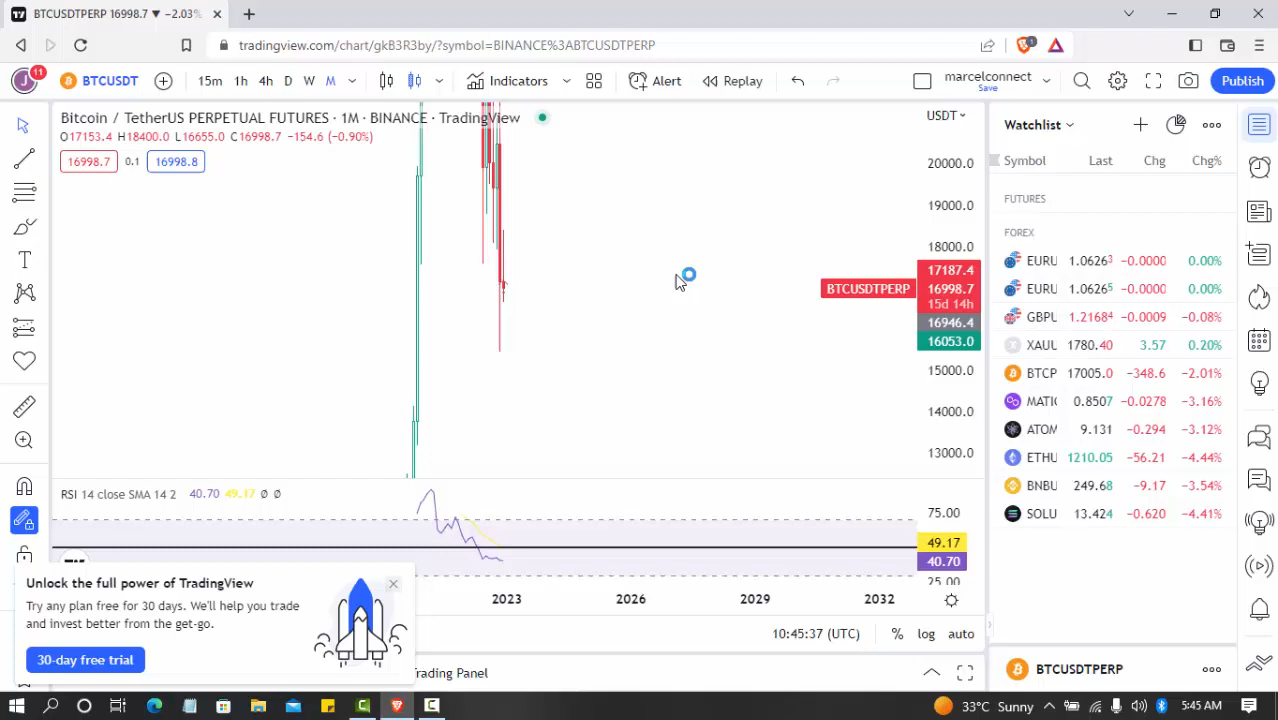 BTCUSDTPERP 16998.7 ▼ −2.03%
tradingview.com/chart/gkB3R3by/?symbol=BINANCE%3ABTCUSDTPERP
1
11
J
BTCUSDT
15m 1h 4h D W M
Indicators
Alert
Replay
marcelconnect
Save
Publish
Bitcoin / TetherUS PERPETUAL FUTURES · 1M · BINANCE · TradingView
O17153.4 H18400.0 L16655.0 C16998.7 −154.6 (−0.90%)
16998.7 0.1 16998.8
USDT
20000.0
19000.0
18000.0
17187.4
BTCUSDTPERP 16998.7
15d 14h
16946.4
16053.0
15000.0
14000.0
13000.0
RSI 14 close SMA 14 2 40.70 49.17 Ø Ø
75.00
49.17
40.70
25.00
2023 2026 2029 2032
10:45:37 (UTC) % log auto
Unlock the full power of TradingView
Try any plan free for 30 days. We'll help you trade
and invest better from the get-go.
30-day free trial
rading Panel
Watchlist
Symbol Last Chg Chg%
FUTURES
FOREX
EURU 1.0626³ −0.0000 0.00%
EURU 1.0626⁵ −0.0000 0.00%
GBPU 1.2168⁴ −0.0009 −0.08%
XAUU 1780.40 3.57 0.20%
BTCP 17005.0 −348.6 −2.01%
MATIC 0.8507 −0.0278 −3.16%
ATOM 9.131 −0.294 −3.12%
ETHU 1210.05 −56.21 −4.44%
BNBU 249.68 −9.17 −3.54%
SOLU 13.424 −0.620 −4.41%
BTCUSDTPERP
33°C Sunny 5:45 AM